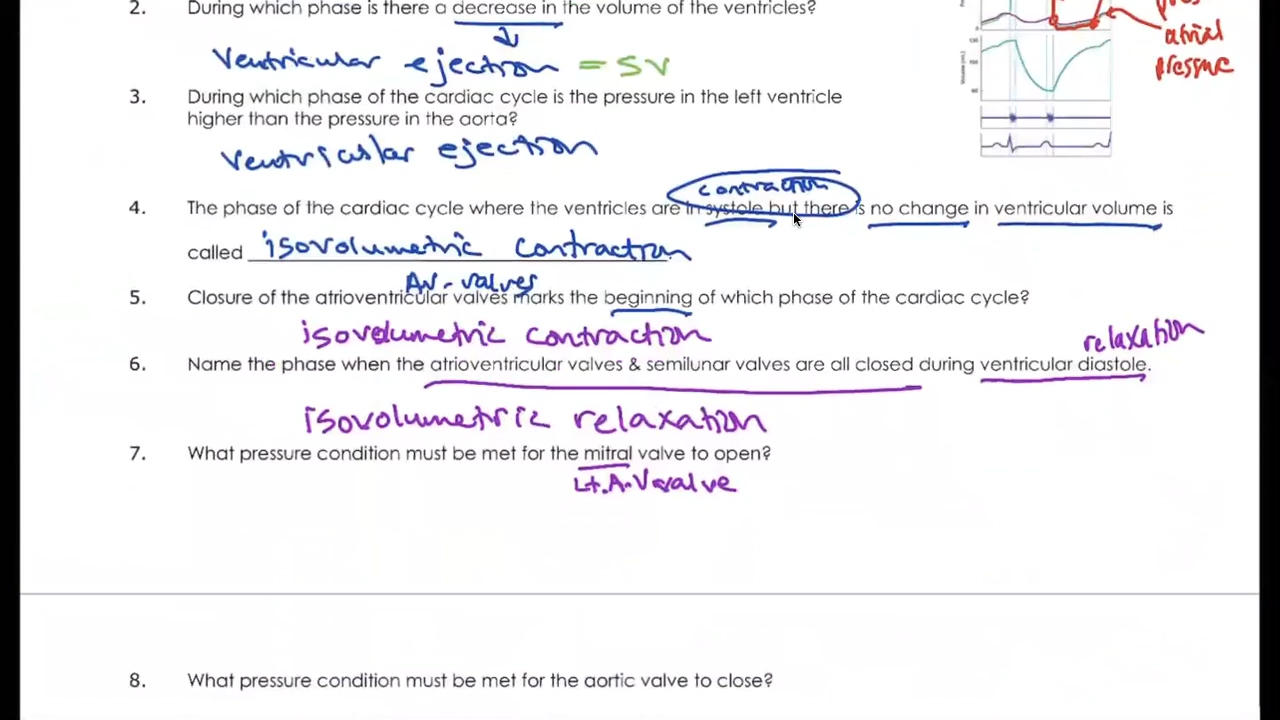 2. During which phase is there a decrease in the volume of the ventricles?
Ventricular ejection = SV
atrial
pressure
3. During which phase of the cardiac cycle is the pressure in the left ventricle
higher than the pressure in the aorta?
Ventricular ejection
contraction
4. The phase of the cardiac cycle where the ventricles are in systole but there is no change in ventricular volume is
called isovolumetric contraction
AV-valves
5. Closure of the atrioventricular valves marks the beginning of which phase of the cardiac cycle?
isovolumetric contraction
relaxation
6. Name the phase when the atrioventricular valves & semilunar valves are all closed during ventricular diastole.
isovolumetric relaxation
7. What pressure condition must be met for the mitral valve to open?
Lt. A-V valve
8. What pressure condition must be met for the aortic valve to close?